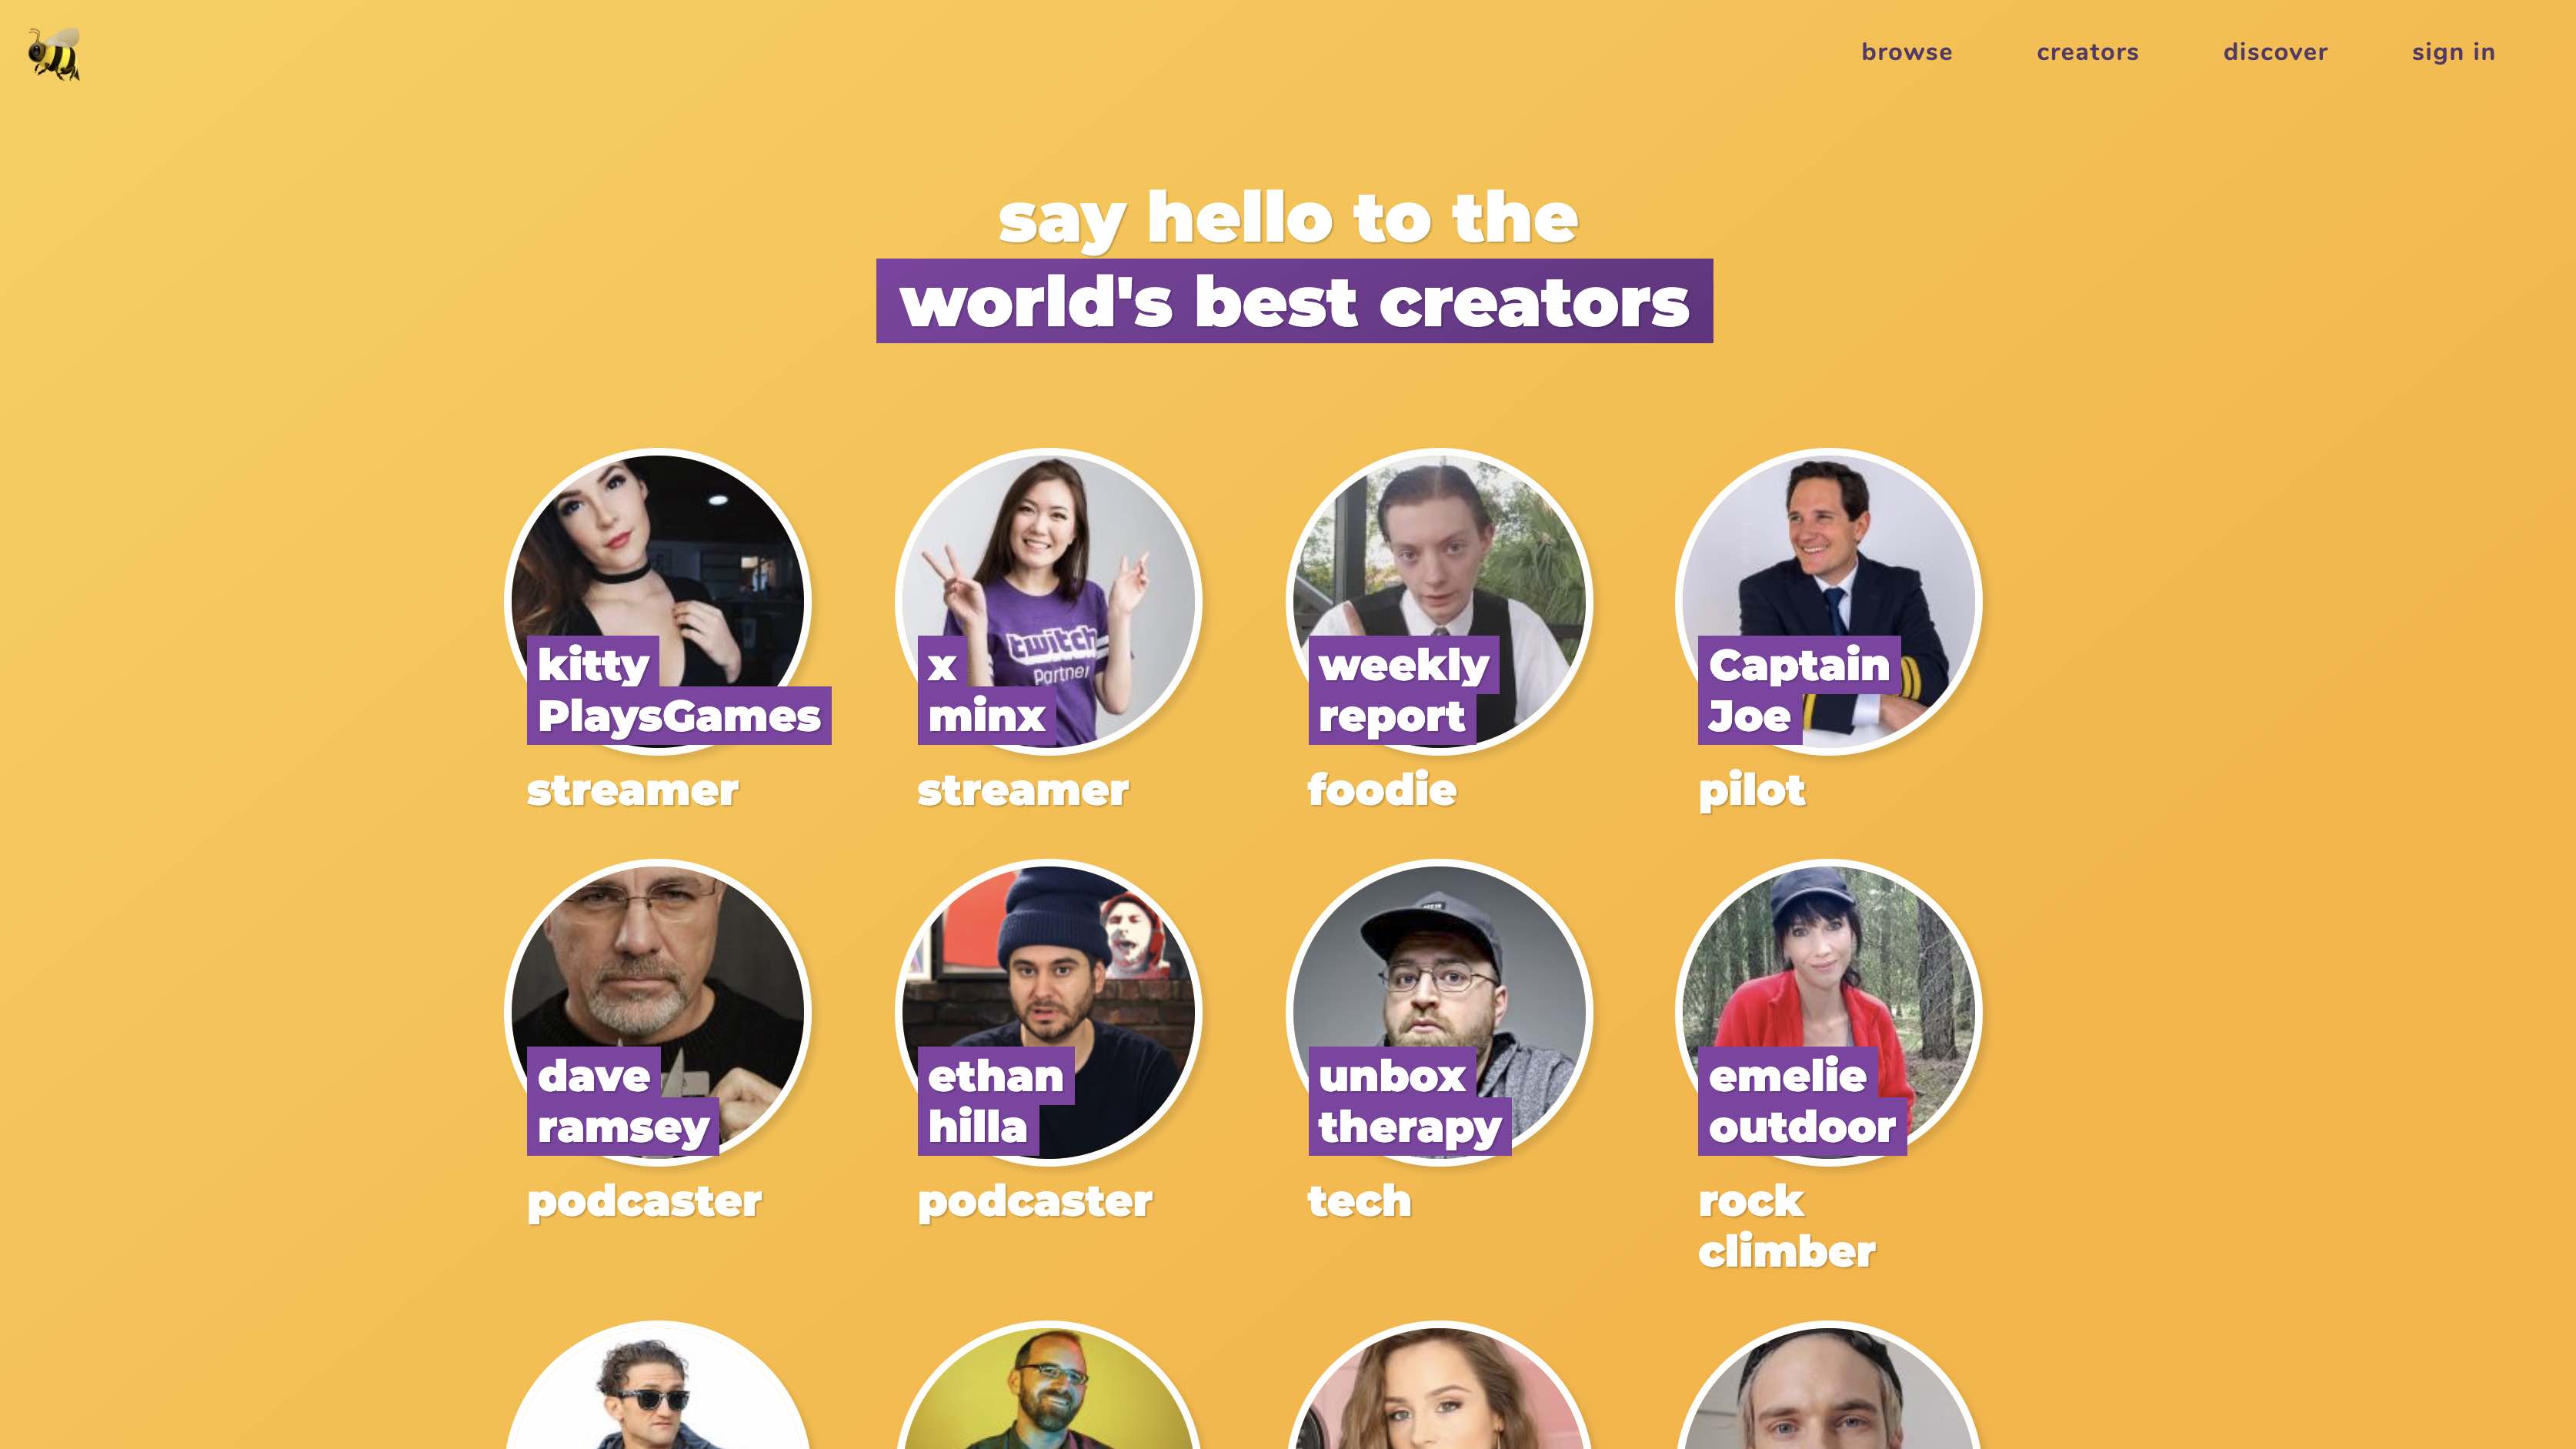 browse creators discover sign in
say hello to the
world's best creators
kitty
PlaysGames
streamer
x
minx
twitch
Partner
streamer
weekly
report
foodie
Captain
Joe
pilot
dave
ramsey
podcaster
ethan
hilla
podcaster
unbox
therapy
tech
emelie
outdoor
rock
climber